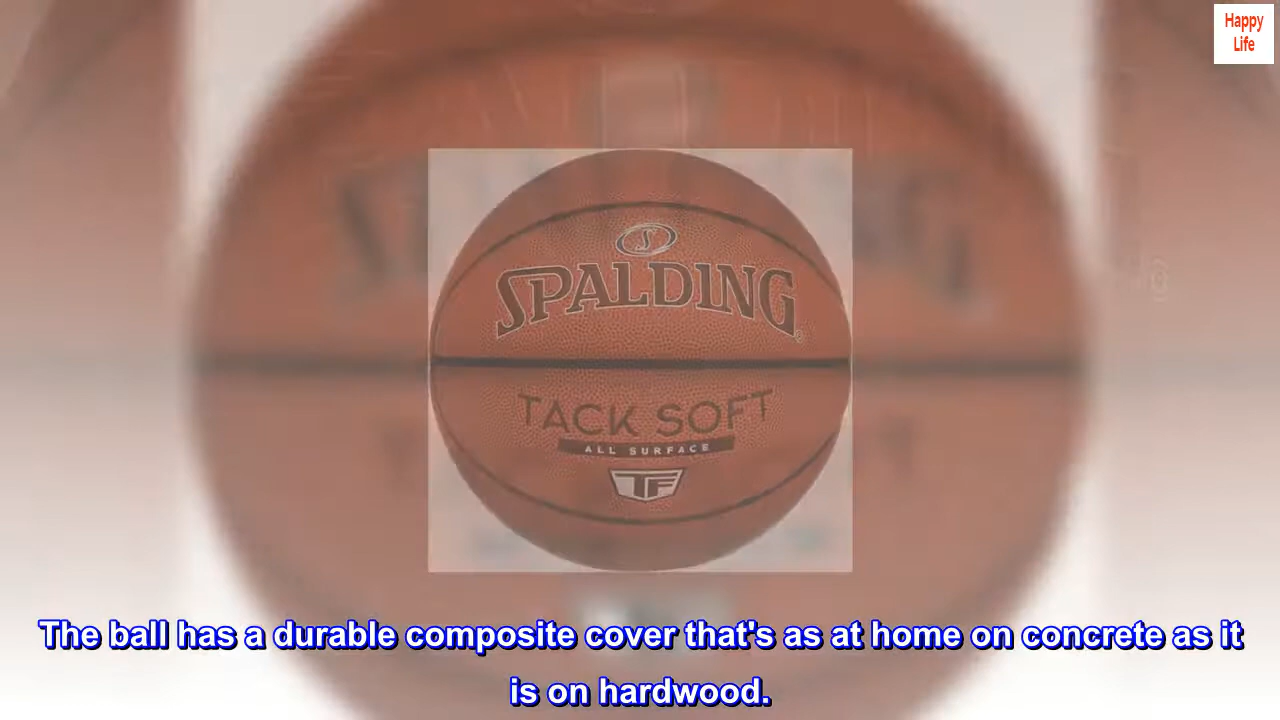 Happy
Life
SPALDING
TACK SOFT
ALL SURFACE
TF
The ball has a durable composite cover that's as at home on concrete as it
is on hardwood.